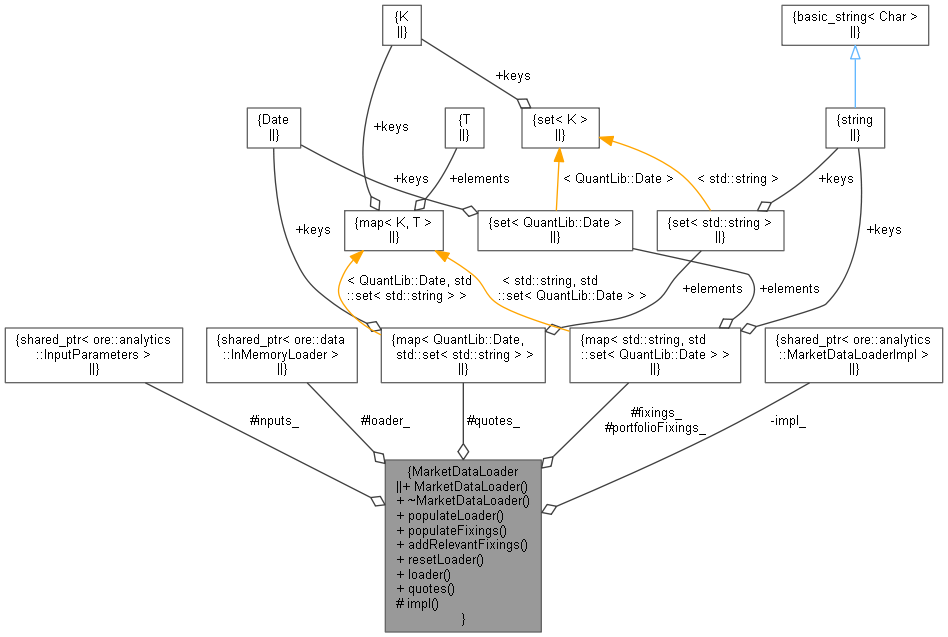 {K
||}
{basic_string< Char >
||}
+keys
{Date
||}
+keys
{T
||}
{set< K >
||}
{string
||}
+keys
+elements
< QuantLib::Date >
< std::string >
+keys
{map< K, T >
||}
{set< QuantLib::Date >
||}
{set< std::string >
||}
+keys
+keys
< QuantLib::Date, std
::set< std::string > >
< std::string, std
::set< QuantLib::Date > >
+elements
+elements
{shared_ptr< ore::analytics
::InputParameters >
||}
{shared_ptr< ore::data
::InMemoryLoader >
||}
{map< QuantLib::Date,
std::set< std::string > >
||}
{map< std::string, std
::set< QuantLib::Date > >
||}
{shared_ptr< ore::analytics
::MarketDataLoaderImpl >
||}
#inputs_
#loader_
#quotes_
#fixings_
#portfolioFixings_
-impl_
{MarketDataLoader
||+ MarketDataLoader()
+ ~MarketDataLoader()
+ populateLoader()
+ populateFixings()
+ addRelevantFixings()
+ resetLoader()
+ loader()
+ quotes()
# impl()
}